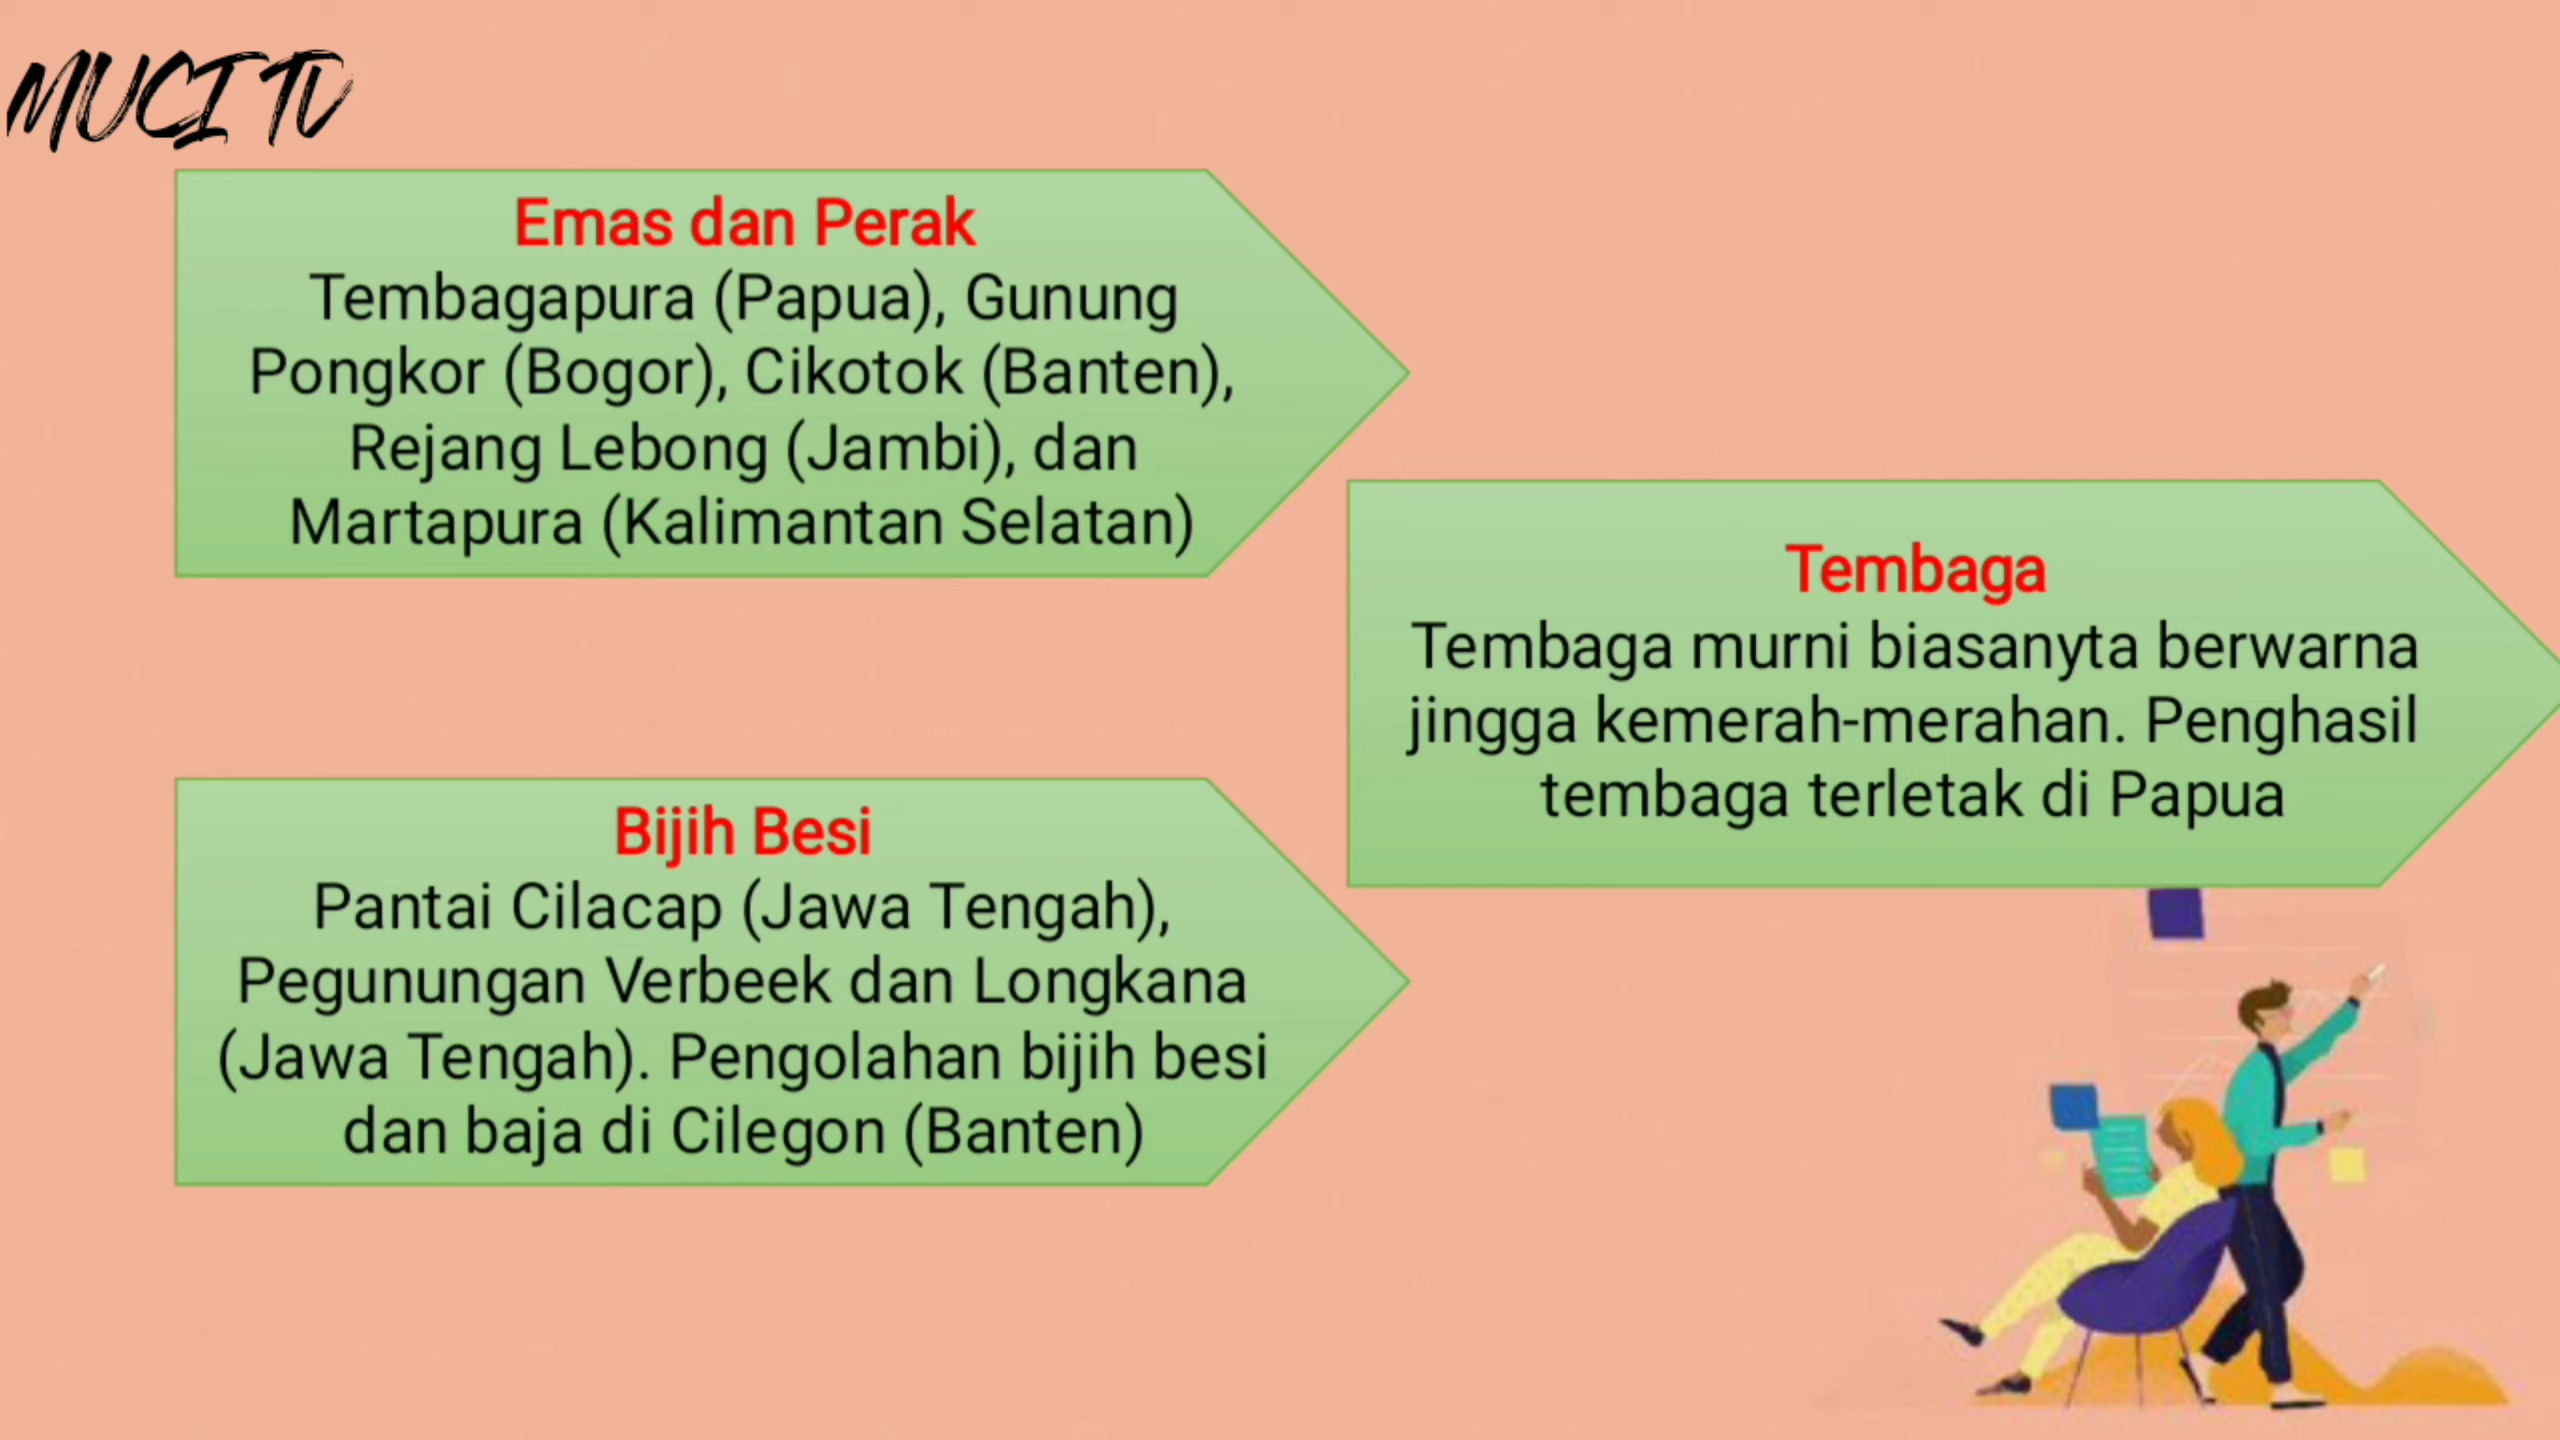 MUCI TV
Emas dan Perak
Tembagapura (Papua), Gunung
Pongkor (Bogor), Cikotok (Banten),
Rejang Lebong (Jambi), dan
Martapura (Kalimantan Selatan)
Tembaga
Tembaga murni biasanyta berwarna
jingga kemerah-merahan. Penghasil
tembaga terletak di Papua
Bijih Besi
Pantai Cilacap (Jawa Tengah),
Pegunungan Verbeek dan Longkana
(Jawa Tengah). Pengolahan bijih besi
dan baja di Cilegon (Banten)